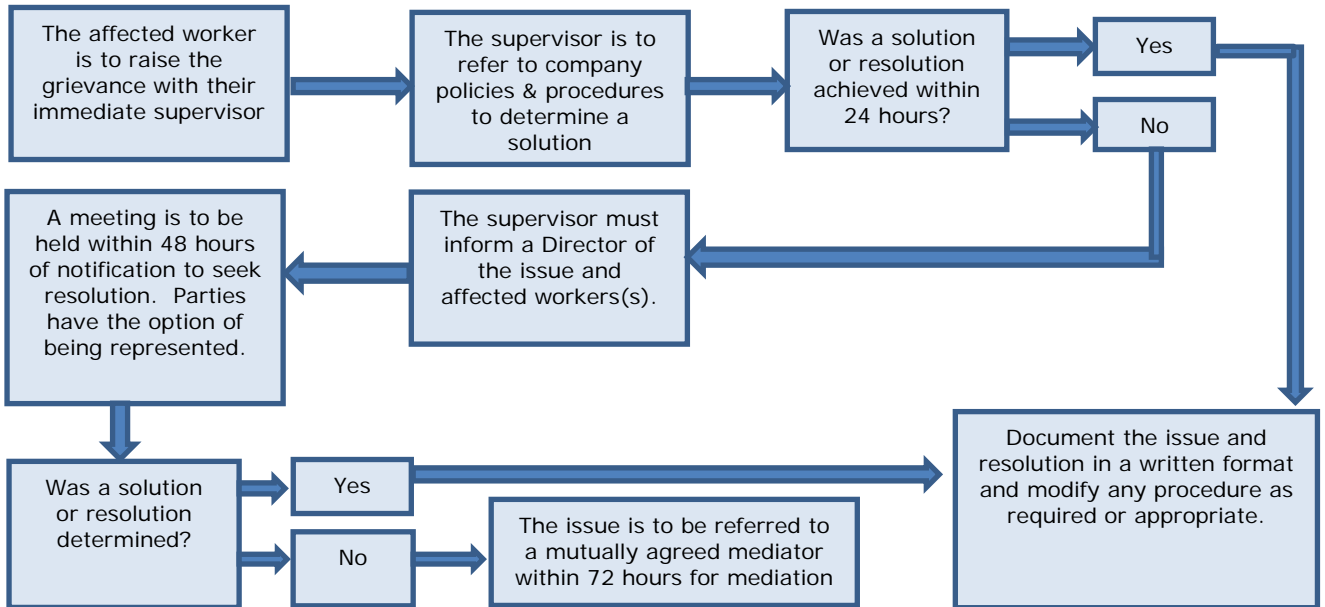 The affected worker
is to raise the
grievance with their
immediate supervisor
The supervisor is to
refer to company
policies & procedures
to determine a
solution
Was a solution
or resolution
achieved within
24 hours?
Yes
No
The supervisor must
inform a Director of
the issue and
affected workers(s).
A meeting is to be
held within 48 hours
of notification to seek
resolution. Parties
have the option of
being represented.
Was a solution
or resolution
determined?
Yes
No
The issue is to be referred to
a mutually agreed mediator
within 72 hours for mediation
Document the issue and
resolution in a written format
and modify any procedure as
required or appropriate.